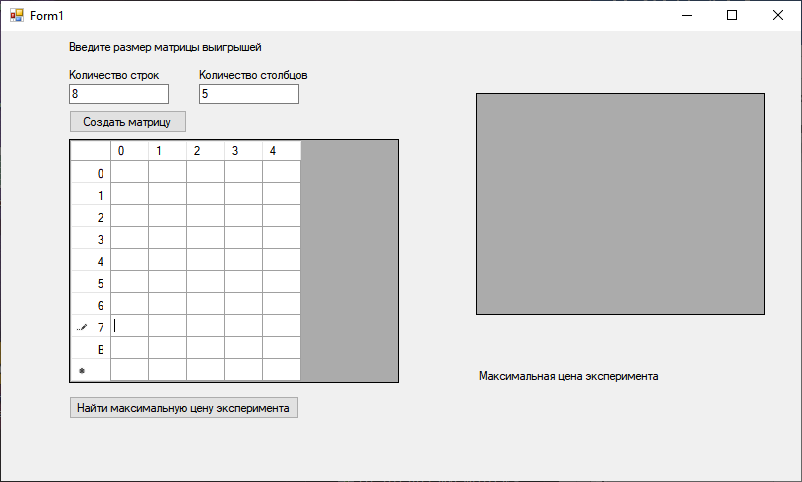 Form1
Введите размер матрицы выигрышей
Количество строк
Количество столбцов
8
5
Создать матрицу
0 1 2 3 4
0
1
2
3
4
5
6
7
В
Найти максимальную цену эксперимента
Максимальная цена эксперимента